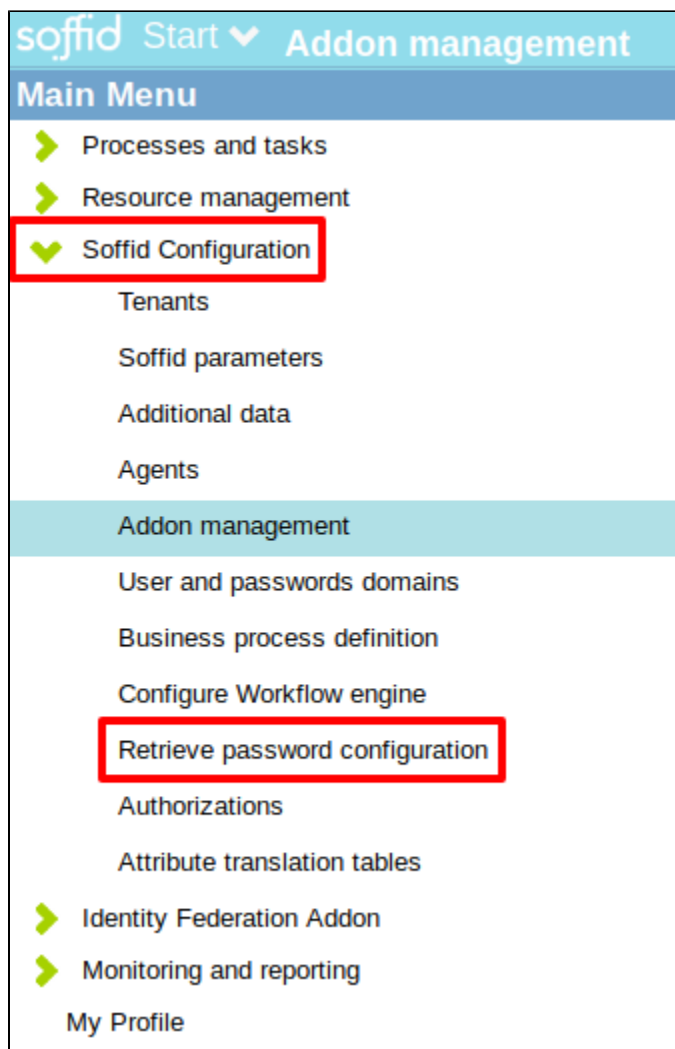 soffid Start Addon management
Main Menu
Processes and tasks
Resource management
Soffid Configuration
Tenants
Soffid parameters
Additional data
Agents
Addon management
User and passwords domains
Business process definition
Configure Workflow engine
Retrieve password configuration
Authorizations
Attribute translation tables
Identity Federation Addon
Monitoring and reporting
My Profile